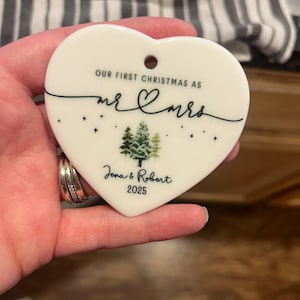 OUR FIRST CHRISTMAS AS
mr mrs
Jena & Robert
2025